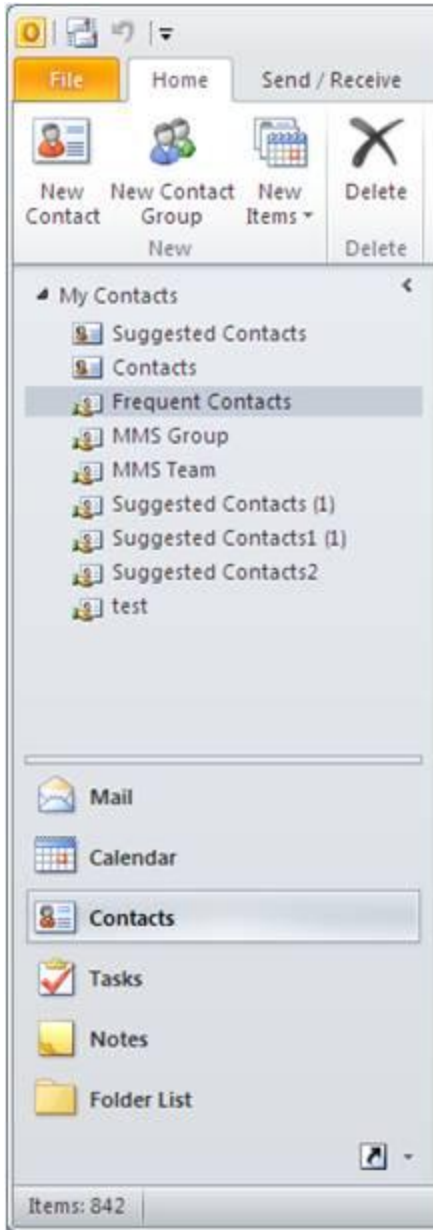 File Home Send / Receive
New Contact New Contact Group New Items Delete
New Delete
My Contacts
Suggested Contacts
Contacts
Frequent Contacts
MMS Group
MMS Team
Suggested Contacts (1)
Suggested Contacts1 (1)
Suggested Contacts2
test
Mail
Calendar
Contacts
Tasks
Notes
Folder List
Items: 842